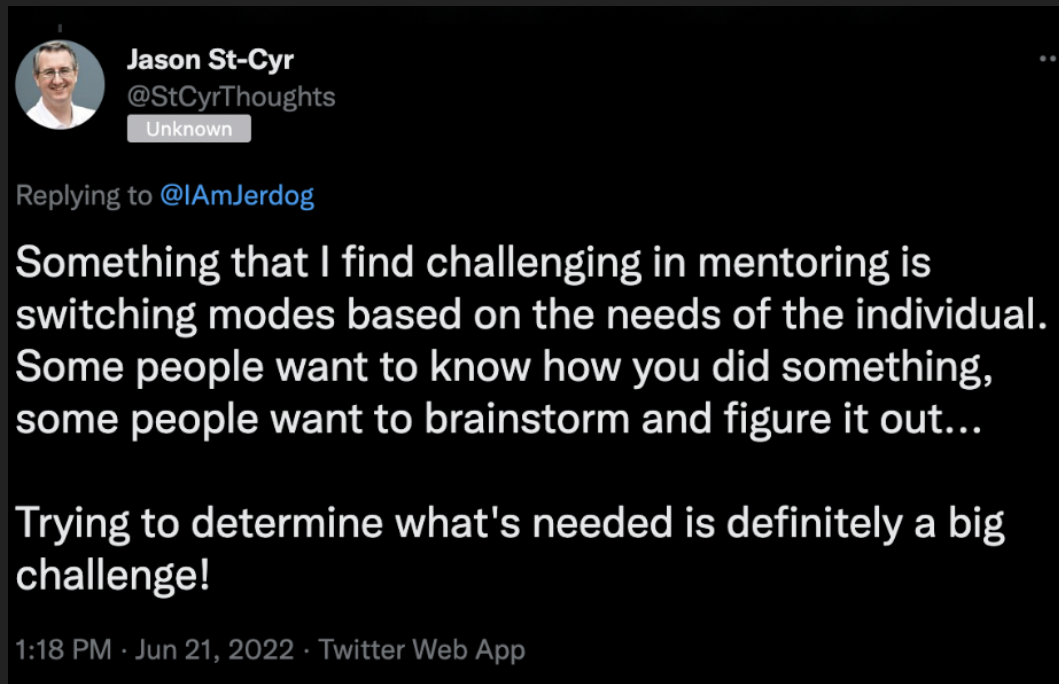 Jason St-Cyr
@StCyrThoughts
Unknown
Replying to @IAmJerdog
Something that I find challenging in mentoring is
switching modes based on the needs of the individual.
Some people want to know how you did something,
some people want to brainstorm and figure it out...
Trying to determine what's needed is definitely a big
challenge!
1:18 PM · Jun 21, 2022 · Twitter Web App